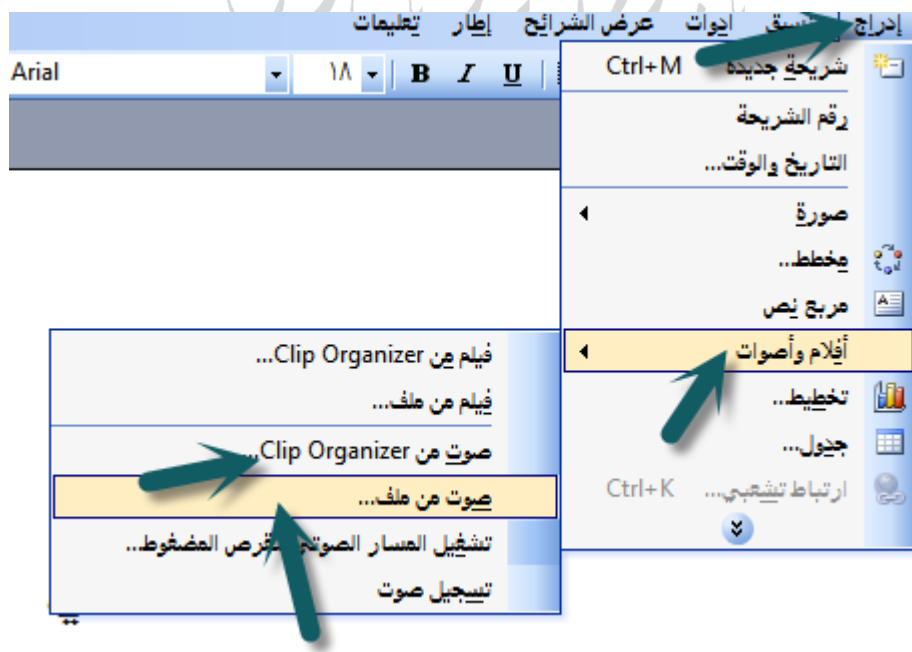 إدراج تنسيق أدوات عرض الشرائح إطار تعليمات
Arial ١٨ B I U
شريحة جديدة Ctrl+M
رقم الشريحة
التاريخ والوقت...
صورة
مخطط...
مربع نص
أفلام وأصوات
تخطيط...
جدول...
ارتباط تشعبي... Ctrl+K
فيلم من Clip Organizer...
فيلم من ملف...
صوت من Clip Organizer...
صوت من ملف...
تشغيل المسار الصوتي القرص المضغوط...
تسجيل صوت